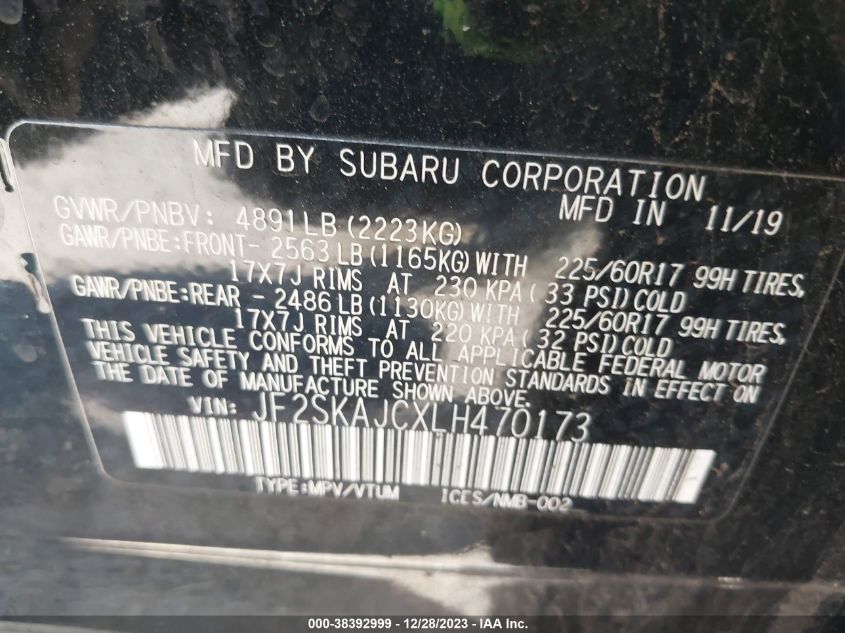 MFD BY SUBARU CORPORATION
MFD IN 11/19
GVWR/PNBV: 4891LB(2223KG)
GAWR/PNBE:FRONT- 2563LB(1165KG)WITH 225/60R17 99H TIRES,
17X7J RIMS AT 230 KPA(33 PSI)COLD
GAWR/PNBE:REAR - 2486LB(1130KG)WITH 225/60R17 99H TIRES,
17X7J RIMS AT 220 KPA(32 PSI)COLD
THIS VEHICLE CONFORMS TO ALL APPLICABLE FEDERAL MOTOR
VEHICLE SAFETY AND THEFT PREVENTION STANDARDS IN EFFECT ON
THE DATE OF MANUFACTURE SHOWN ABOVE.
VIN: JF2SKAJCXLH470173
TYPE:MPV/VTUM ICES/NMB-002
000-38392999 - 12/28/2023 - IAA Inc.